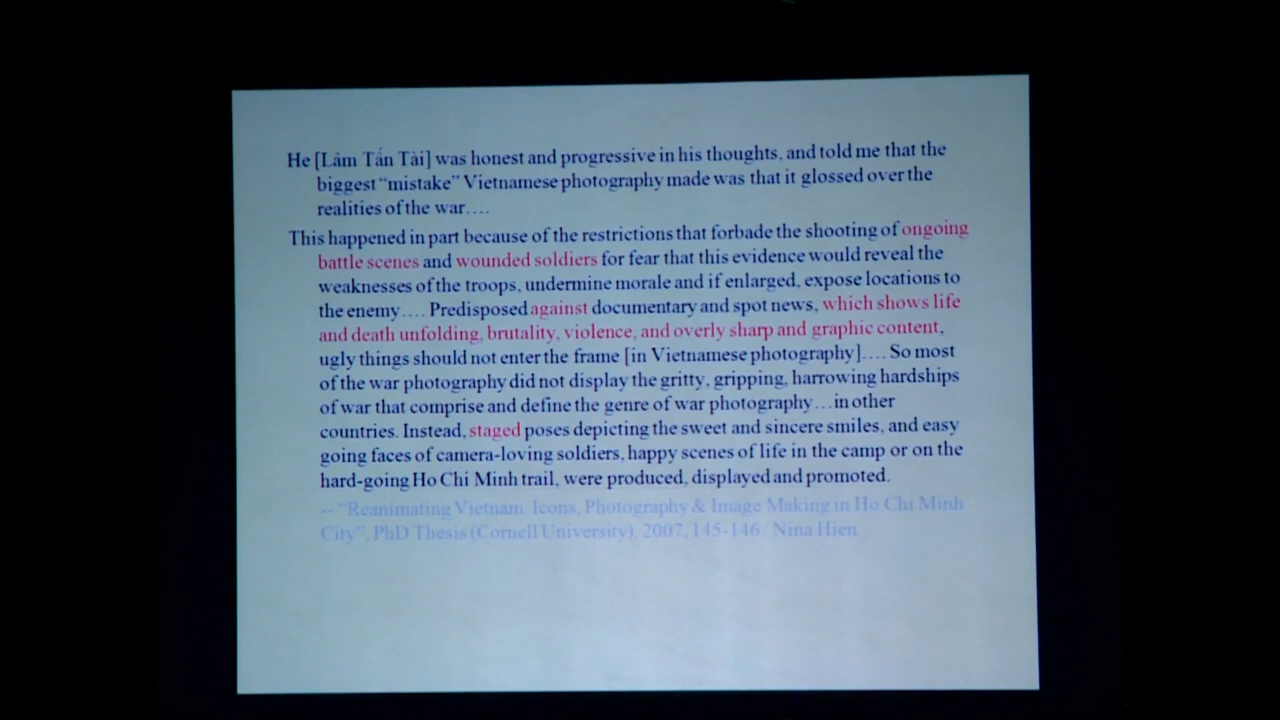 He [Lâm Tấn Tài] was honest and progressive in his thoughts, and told me that the
biggest “mistake” Vietnamese photography made was that it glossed over the
realities of the war….
This happened in part because of the restrictions that forbade the shooting of ongoing
battle scenes and wounded soldiers for fear that this evidence would reveal the
weaknesses of the troops, undermine morale and if enlarged, expose locations to
the enemy…. Predisposed against documentary and spot news, which shows life
and death unfolding, brutality, violence, and overly sharp and graphic content,
ugly things should not enter the frame [in Vietnamese photography]…. So most
of the war photography did not display the gritty, gripping, harrowing hardships
of war that comprise and define the genre of war photography…in other
countries. Instead, staged poses depicting the sweet and sincere smiles, and easy
going faces of camera-loving soldiers, happy scenes of life in the camp or on the
hard-going Ho Chi Minh trail, were produced, displayed and promoted.
– “Reanimating Vietnam. Icons, Photography & Image Making in Ho Chi Minh
City”, PhD Thesis (Cornell University), 2007, 145-146 / Nina Hien